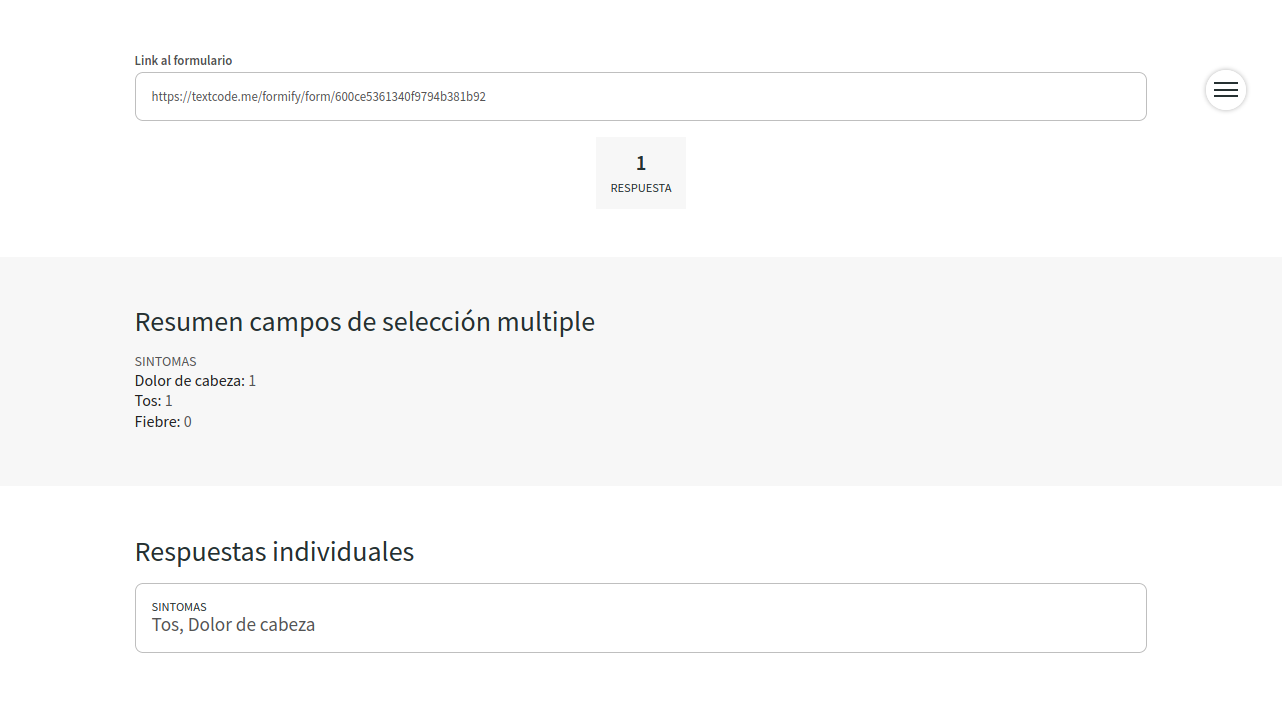 Link al formulario
https://textcode.me/formify/form/600ce5361340f9794b381b92
1
RESPUESTA
Resumen campos de selección multiple
SINTOMAS
Dolor de cabeza: 1
Tos: 1
Fiebre: 0
Respuestas individuales
SINTOMAS
Tos, Dolor de cabeza